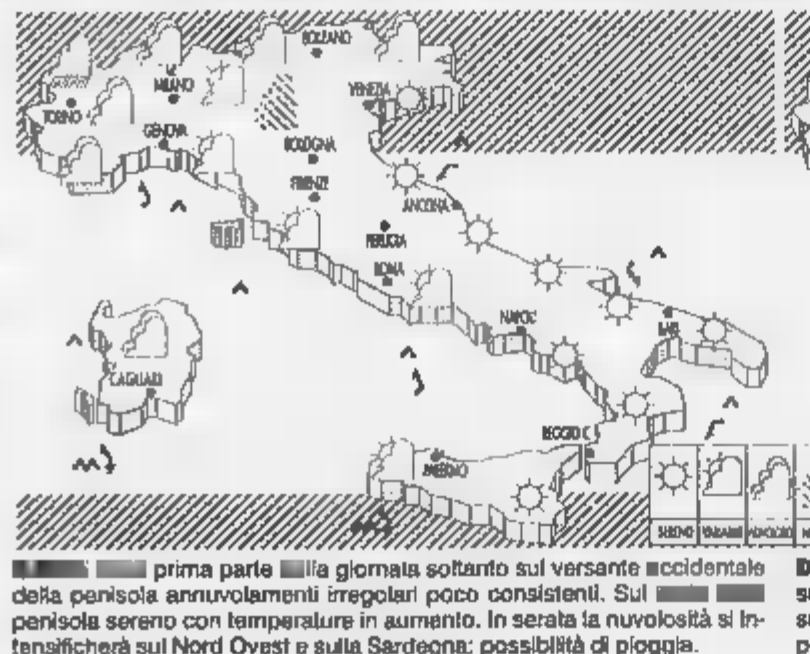 BOLZANO
MILANO
VENEZIA
TORINO
GENOVA
BOLOGNA
FIRENZE
ANCONA
PERUGIA
ROMA
NAPOLI
BARI
CAGLIARI
REGGIO C.
PALERMO
SERENO VARIABILE NUVOLOSO
prima parte giornata soltanto sul versante occidentale
della penisola annuvolamenti irregolari poco consistenti. Sul
penisola sereno con temperature in aumento. In serata la nuvolosità si in-
tensificherà sul Nord Ovest e sulla Sardegna: possibilità di pioggia.